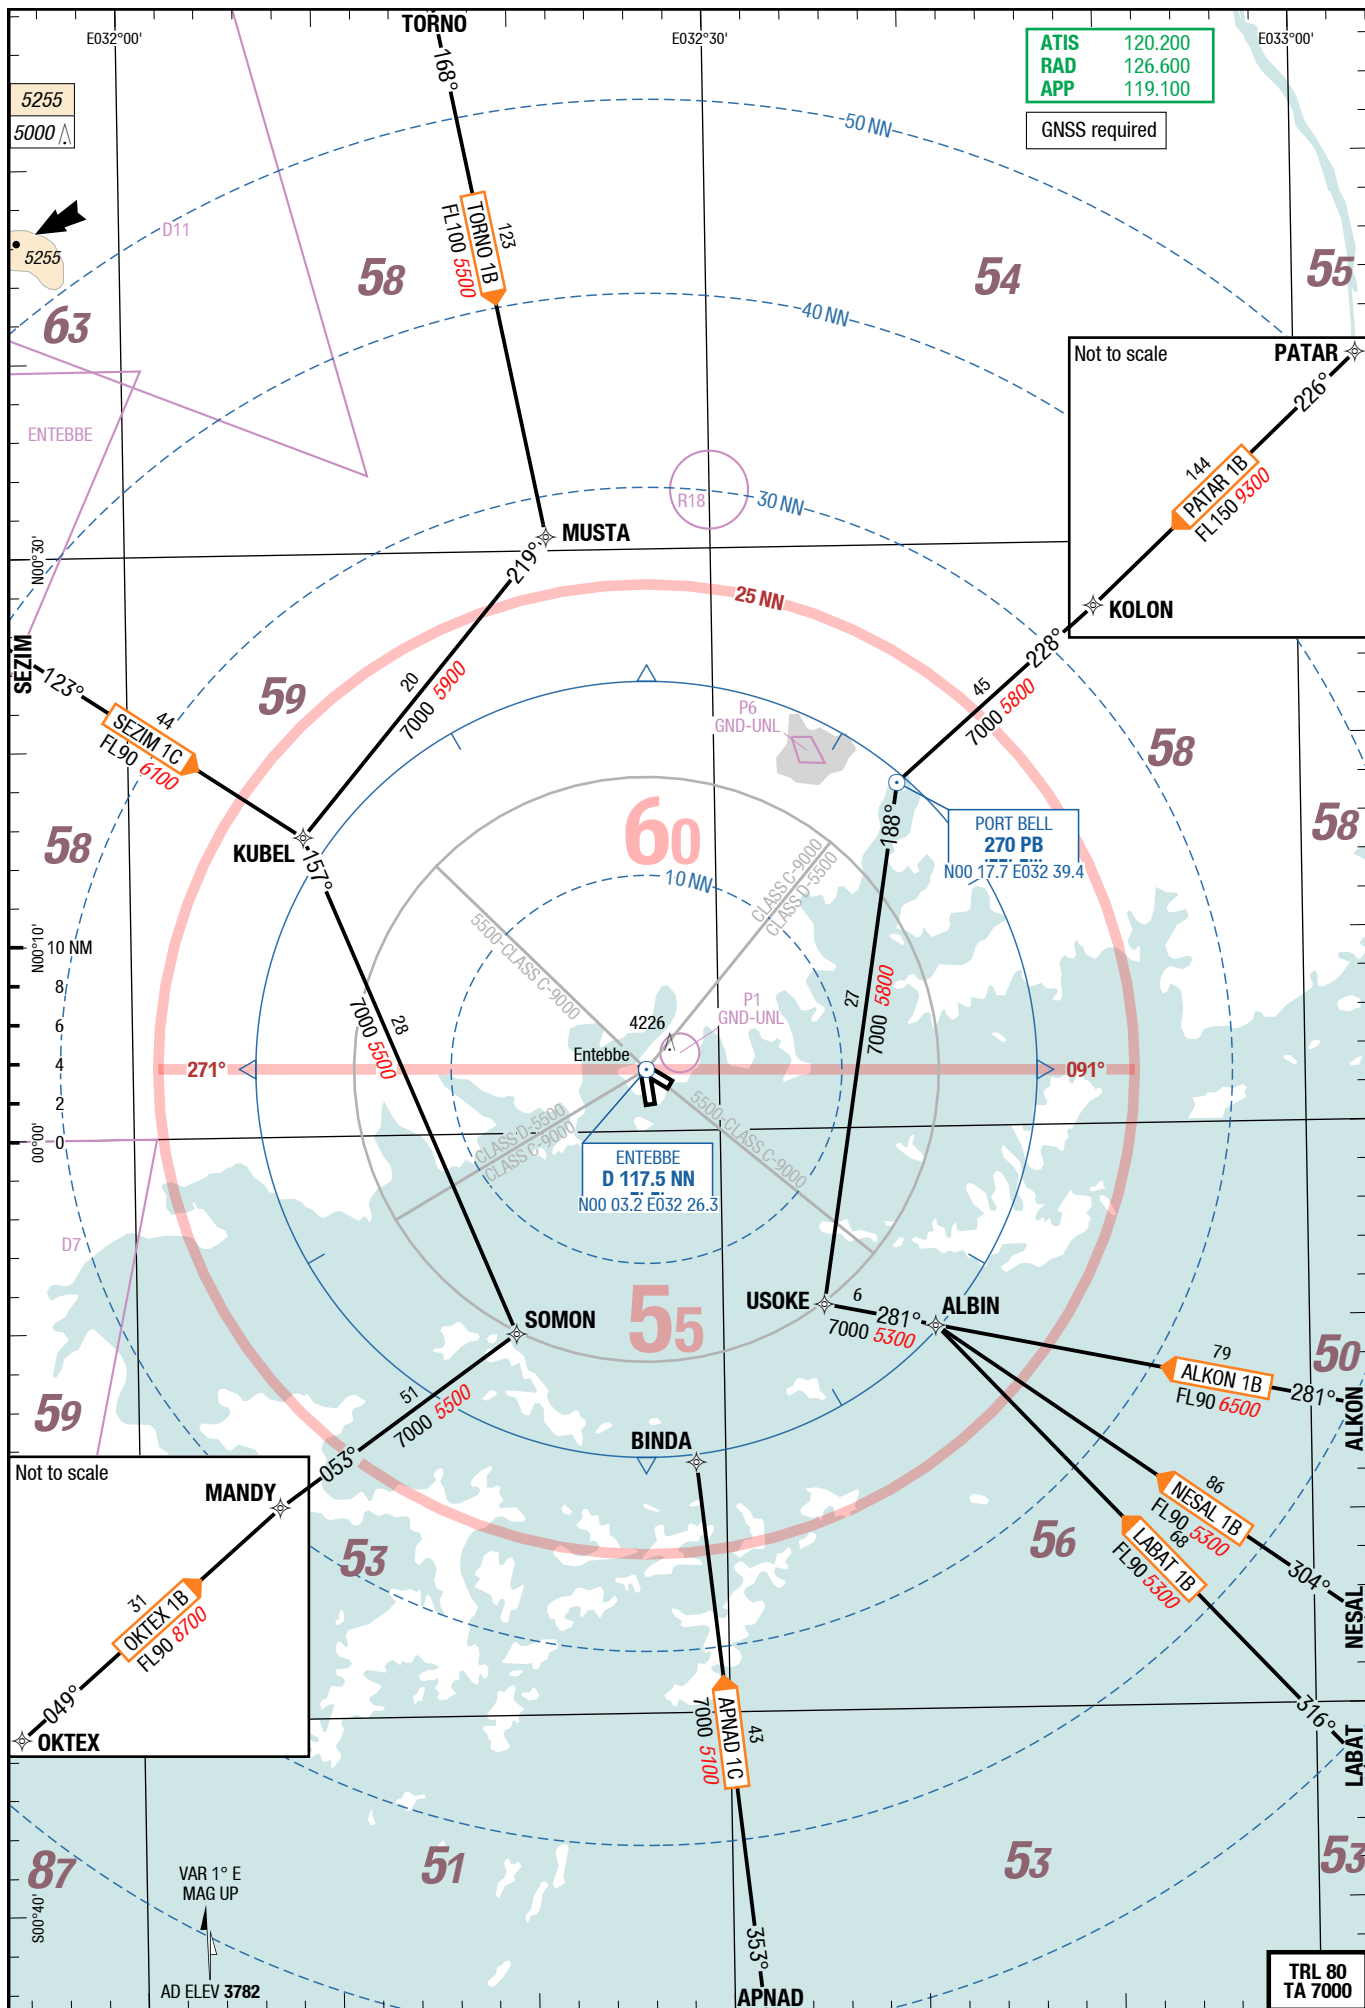 TORNO
E032°00'
E032°30'
E033°00'
168°
ATIS 120.200
RAD 126.600
APP 119.100
GNSS required
5255
5000
50 NN
D11
5255
123
TORNO 1B
FL100 5500
58
54
55
63
40 NN
Not to scale
PATAR
226°
144
PATAR 1B
FL150 9300
KOLON
ENTEBBE
R18
30 NN
MUSTA
219°
N00°30'
25 NN
228°
45
7000 5800
SEZIM
123°
44
SEZIM 1C
FL90 6100
59
20
7000 5900
P6
GND-UNL
58
58
58
KUBEL
157°
60
188°
PORT BELL
270 PB
N00 17.7 E032 39.4
CLASS C-9000
CLASS D-5500
10 NN
5500-CLASS C-9000
N00°10'
10 NM
8
6
4
2
0
00°00'
28
7000 5500
27
7000 5800
P1
GND-UNL
4226
Entebbe
271°
091°
CLASS D-5500
CLASS C-9000
5500-CLASS C-9000
ENTEBBE
D 117.5 NN
N00 03.2 E032 26.3
D7
SOMON
55
USOKE
6
281°
7000 5300
ALBIN
50
79
ALKON 1B
FL90 6500
281°
ALKON
59
51
7000 5500
053°
BINDA
Not to scale
MANDY
31
OKTEX 1B
FL90 8700
049°
OKTEX
53
56
86
NESAL 1B
FL90 5300
304°
NESAL
68
LABAT 1B
FL90 5300
316°
LABAT
43
APNAD 1C
7000 5100
353°
APNAD
87
51
53
53
VAR 1° E
MAG UP
S00°40'
AD ELEV 3782
TRL 80
TA 7000